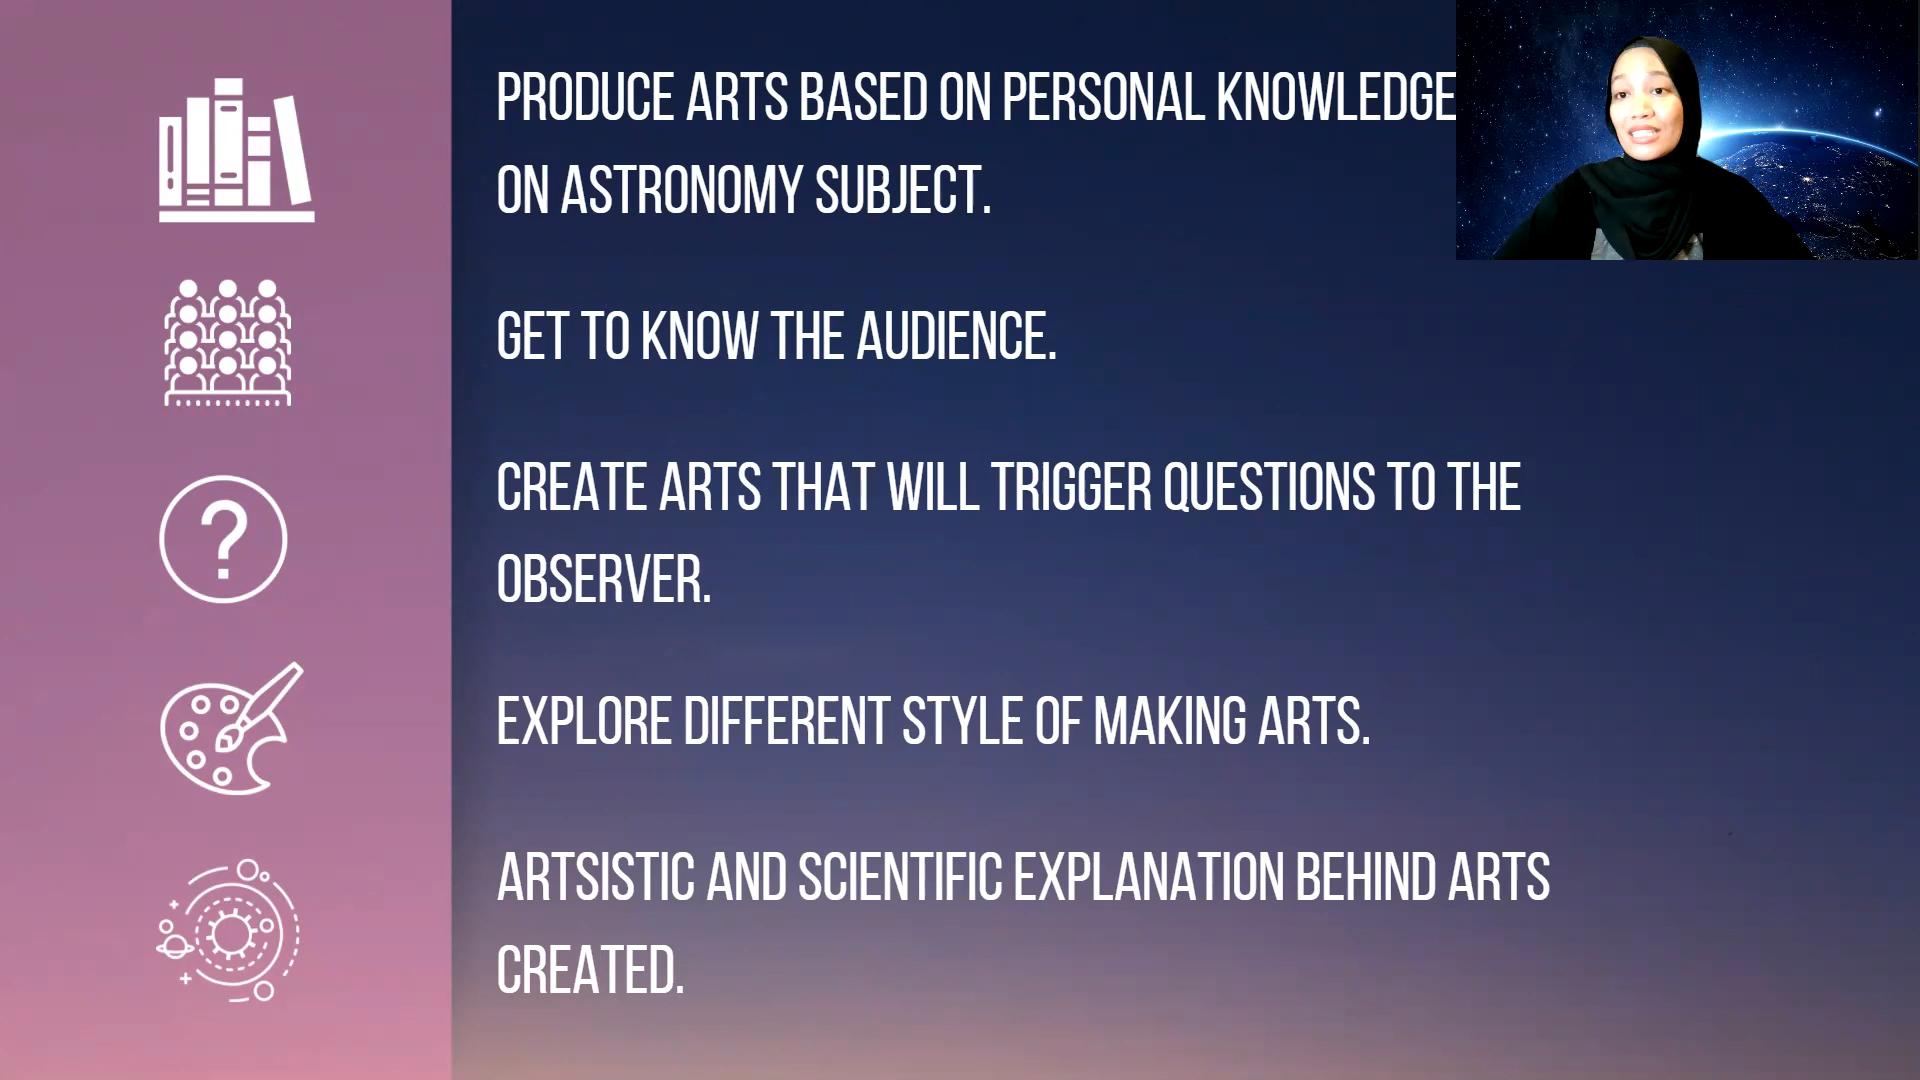 PRODUCE ARTS BASED ON PERSONAL KNOWLEDGE
ON ASTRONOMY SUBJECT.
GET TO KNOW THE AUDIENCE.
CREATE ARTS THAT WILL TRIGGER QUESTIONS TO THE
OBSERVER.
EXPLORE DIFFERENT STYLE OF MAKING ARTS.
ARTSISTIC AND SCIENTIFIC EXPLANATION BEHIND ARTS
CREATED.